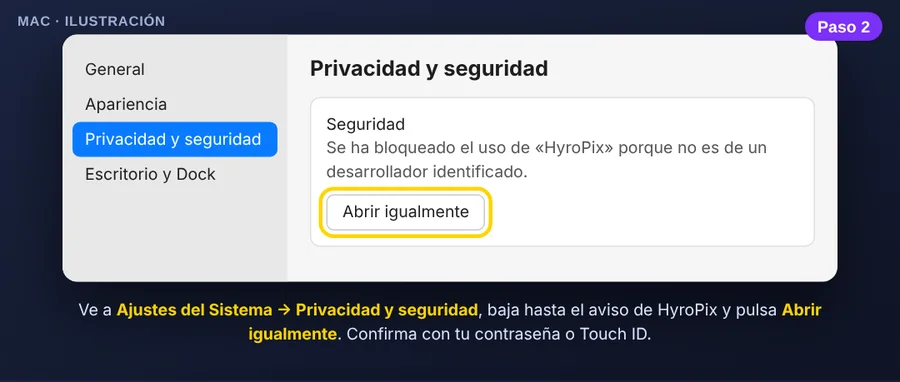 MAC · ILUSTRACIÓN
Paso 2
General
Apariencia
Privacidad y seguridad
Escritorio y Dock
Privacidad y seguridad
Seguridad
Se ha bloqueado el uso de «HyroPix» porque no es de un
desarrollador identificado.
Abrir igualmente
Ve a Ajustes del Sistema → Privacidad y seguridad, baja hasta el aviso de HyroPix y pulsa Abrir
igualmente. Confirma con tu contraseña o Touch ID.